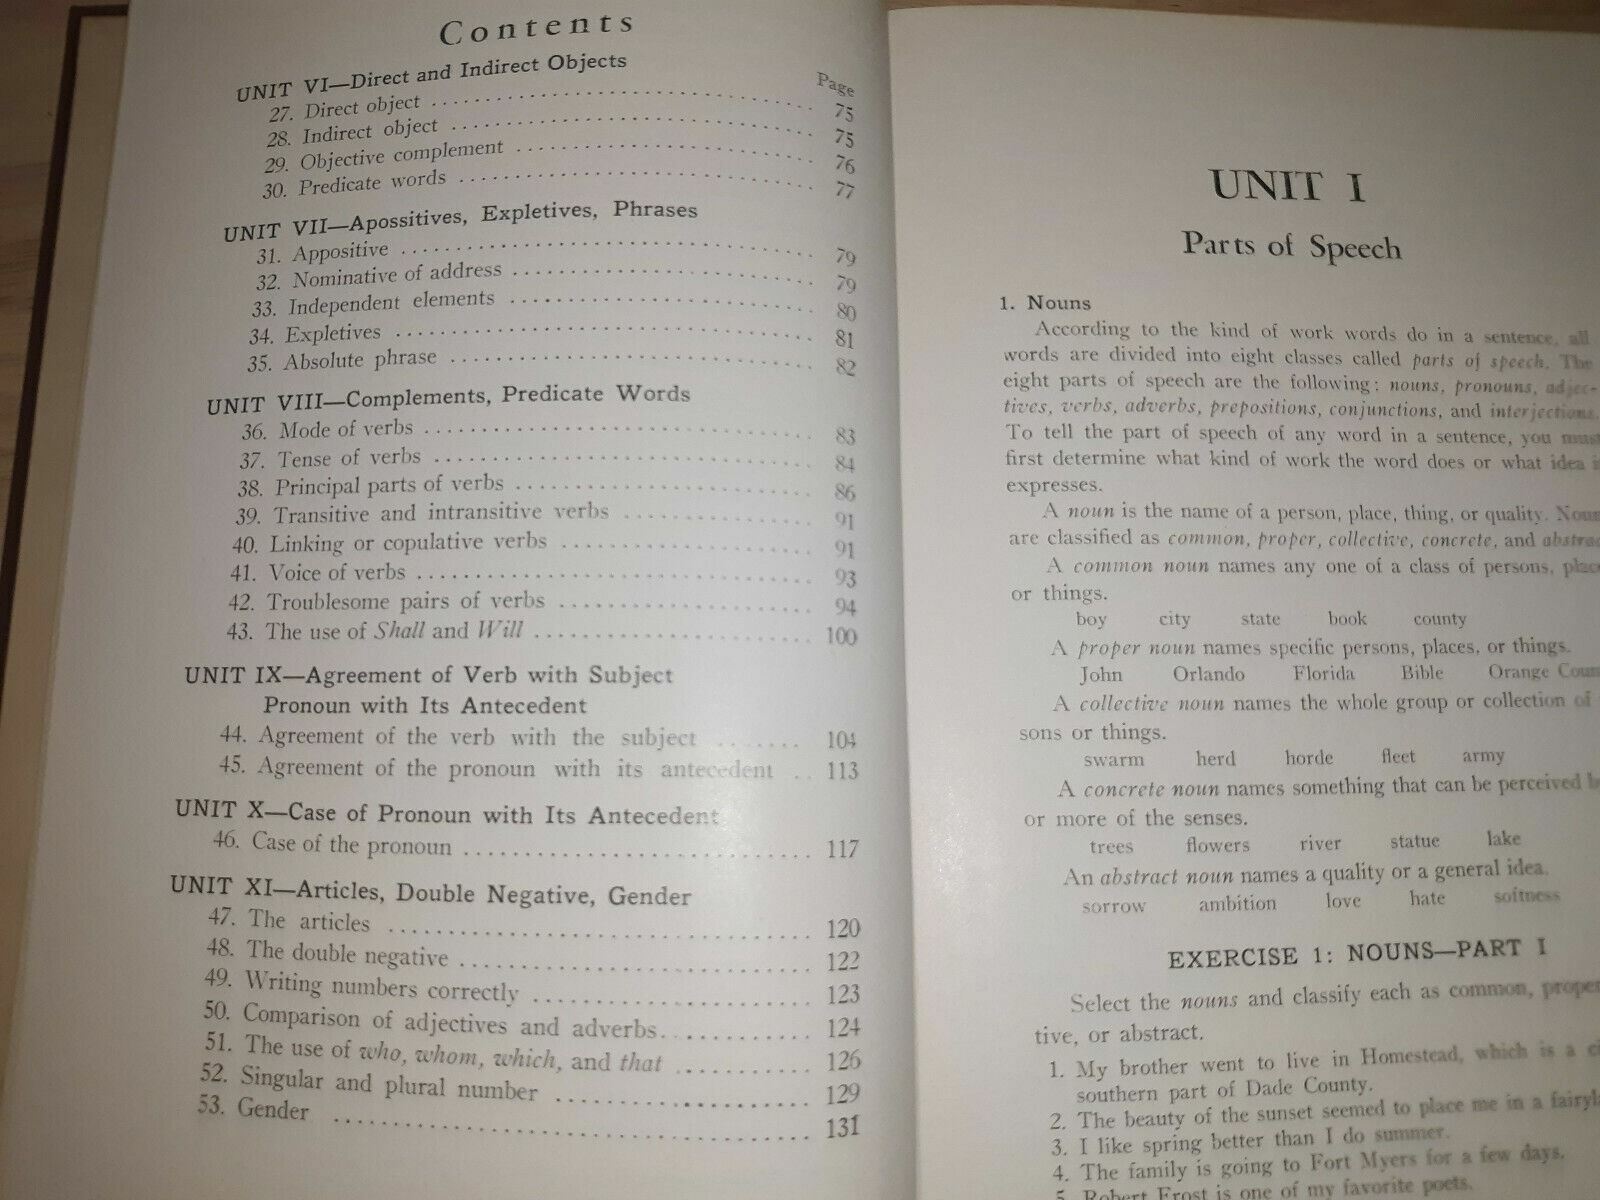 Contents
Page
UNIT VI—Direct and Indirect Objects
27. Direct object ........ 75
28. Indirect object ........ 75
29. Objective complement ........ 76
30. Predicate words ........ 77
UNIT VII—Apossitives, Expletives, Phrases
31. Appositive ........ 79
32. Nominative of address ........ 79
33. Independent elements ........ 80
34. Expletives ........ 81
35. Absolute phrase ........ 82
UNIT VIII—Complements, Predicate Words
36. Mode of verbs ........ 83
37. Tense of verbs ........ 84
38. Principal parts of verbs ........ 86
39. Transitive and intransitive verbs ........ 91
40. Linking or copulative verbs ........ 91
41. Voice of verbs ........ 93
42. Troublesome pairs of verbs ........ 94
43. The use of Shall and Will ........ 100
UNIT IX—Agreement of Verb with Subject
Pronoun with Its Antecedent
44. Agreement of the verb with the subject ....... 104
45. Agreement of the pronoun with its antecedent .. 113
UNIT X—Case of Pronoun with Its Antecedent
46. Case of the pronoun ........ 117
UNIT XI—Articles, Double Negative, Gender
47. The articles ........ 120
48. The double negative ........ 122
49. Writing numbers correctly ........ 123
50. Comparison of adjectives and adverbs ........ 124
51. The use of who, whom, which, and that ........ 126
52. Singular and plural number ........ 129
53. Gender ........ 131
UNIT I
Parts of Speech
1. Nouns
According to the kind of work words do in a sentence, all
words are divided into eight classes called parts of speech. The
eight parts of speech are the following: nouns, pronouns, adjec-
tives, verbs, adverbs, prepositions, conjunctions, and interjections.
To tell the part of speech of any word in a sentence, you must
first determine what kind of work the word does or what idea
expresses.
A noun is the name of a person, place, thing, or quality. Noun
are classified as common, proper, collective, concrete, and abstrac
A common noun names any one of a class of persons, plac
or things.
boy city state book county
A proper noun names specific persons, places, or things.
John Orlando Florida Bible Orange Coun
A collective noun names the whole group or collection of
sons or things.
swarm herd horde fleet army
A concrete noun names something that can be perceived
or more of the senses.
trees flowers river statue lake
An abstract noun names a quality or a general idea.
sorrow ambition love hate softness
EXERCISE 1: NOUNS—PART I
Select the nouns and classify each as common, proper
tive, or abstract.
1. My brother went to live in Homestead, which is a
southern part of Dade County.
2. The beauty of the sunset seemed to place me in a fairyla
3. I like spring better than I do summer.
4. The family is going to Fort Myers for a few days.
5. Robert Frost is one of my favorite poets.